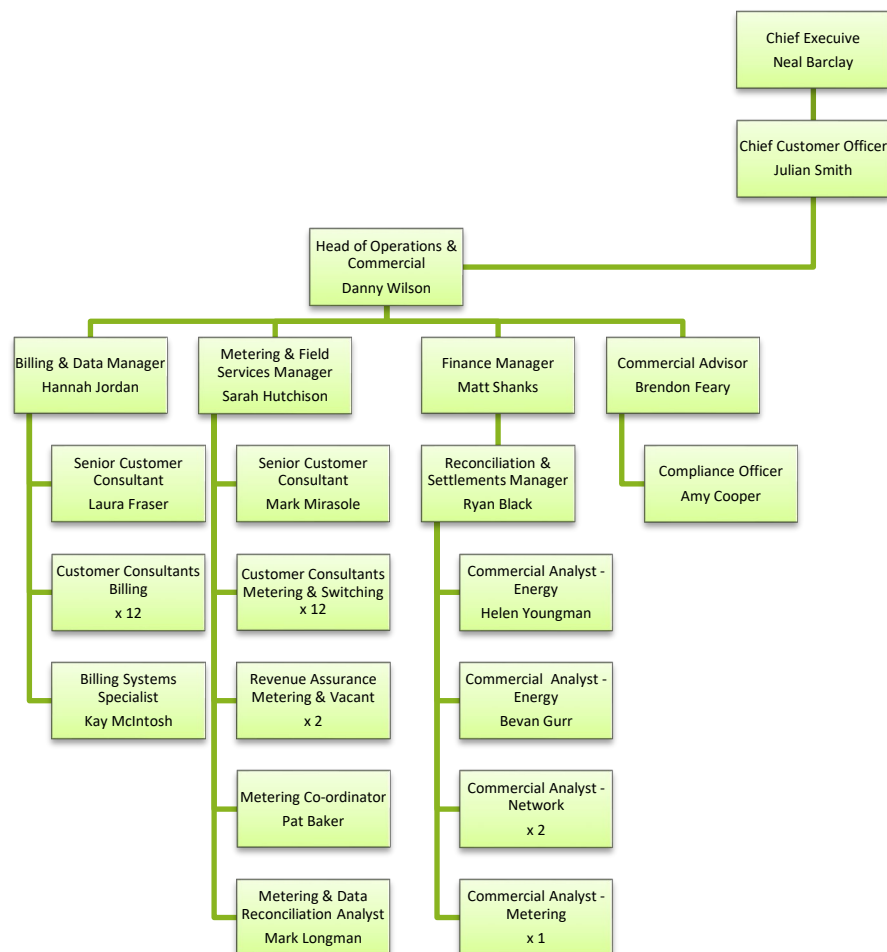 Chief Execuive
Neal Barclay
Chief Customer Officer
Julian Smith
Head of Operations &
Commercial
Danny Wilson
Billing & Data Manager
Hannah Jordan
Metering & Field
Services Manager
Sarah Hutchison
Finance Manager
Matt Shanks
Commercial Advisor
Brendon Feary
Senior Customer
Consultant
Laura Fraser
Senior Customer
Consultant
Mark Mirasole
Reconciliation &
Settlements Manager
Ryan Black
Compliance Officer
Amy Cooper
Customer Consultants
Billing
x 12
Customer Consultants
Metering & Switching
x 12
Commercial Analyst -
Energy
Helen Youngman
Billing Systems
Specialist
Kay McIntosh
Revenue Assurance
Metering & Vacant
x 2
Commercial Analyst -
Energy
Bevan Gurr
Metering Co-ordinator
Pat Baker
Commercial Analyst -
Network
x 2
Metering & Data
Reconciliation Analyst
Mark Longman
Commercial Analyst -
Metering
x 1